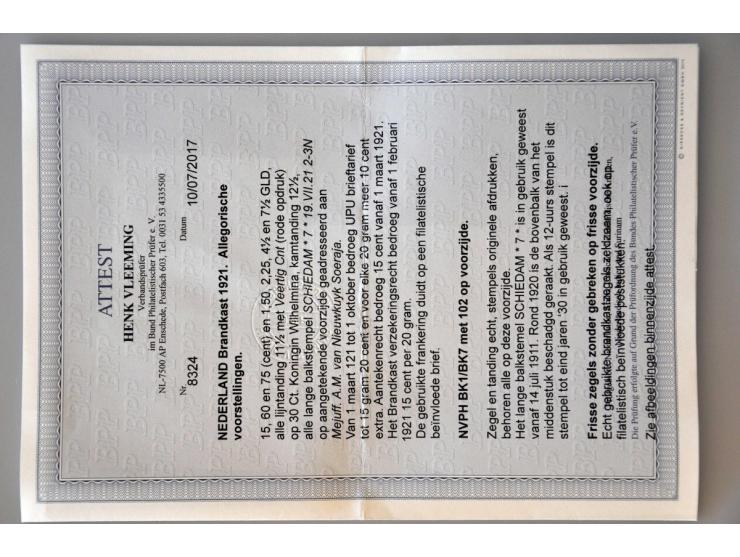 ATTEST
HENK VLEEMING
Verbandsprüfer
im Bund Philatelistischer Prüfer e.V.
NL-7500 AP Enschede, Postfach 603, Tel. 0031 53 4335500
Nr. 8324
Datum 10/07/2017
NEDERLAND Brandkast 1921. Allegorische
voorstellingen.
15, 60 en 75 (cent) en 1,50, 2,25, 4½ en 7½ GLD,
alle lijntanding 11½ met Veertig Cnt (rode opdruk)
op 30 Ct. Koningin Wilhelmina, kamtanding 12½,
alle lange balkstempel SCHIEDAM * 7 * 19.VII.21 2-3N
op aangetekende voorzijde geadresseerd aan
Mejuff. A.M. van Nieuwkuyk Soeraja.
Van 1 maart 121 tot 1 oktober bedroeg UPU brieftarief
tot 15 gram 20 cent en voor elke 20 gram meer 10 cent
extra. Aantekenrecht bedroeg 15 cent vanaf 1 maart 1921.
Het Brandkast verzekeringsrecht bedroeg vanaf 1 februari
1921 15 cent per 20 gram.
De gebruikte frankering duidt op een filatelistische
beïnvloede brief.
NVPH BK1/BK7 met 102 op voorzijde.
Zegel en tanding echt, stempels originele afdrukken,
behoren alle op deze voorzijde.
Het lange balkstemel SCHIEDAM * 7 * is in gebruik geweest
vanaf 14 juli 1911. Rond 1920 is de bovenbalk van het
middenstuk beschadgd geraakt. Als 12-uurs stempel is dit
stempel tot eind jaren '30 in gebruik geweest. i
Frisse zegels zonder gebreken op frisse voorzijde.
Echt gebruikte brandkastzegels zeldzaam, ook op
filatelistisch beïnvloede poststukken.
Die Prüfung erfolgte auf Grund der Prüfordnung des Bundes Philatelistischer Prüfer e.V.
Zie afbeeldingen binnenzijde attest